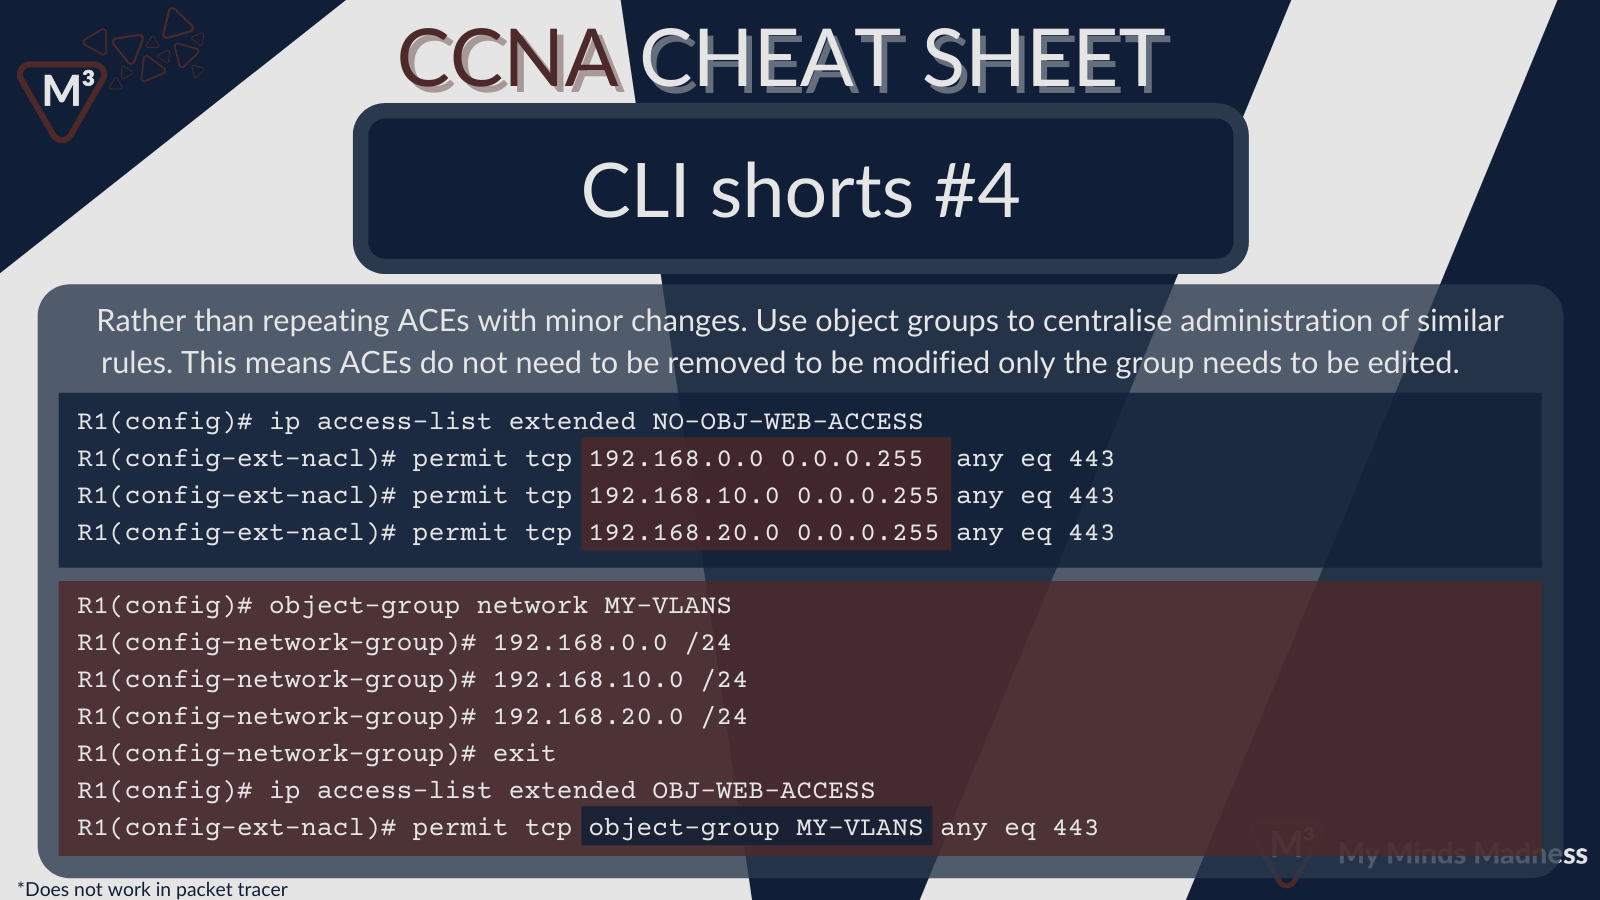 M³
CCNA CHEAT SHEET
CLI shorts #4
Rather than repeating ACEs with minor changes. Use object groups to centralise administration of similar
rules. This means ACEs do not need to be removed to be modified only the group needs to be edited.
R1(config)# ip access-list extended NO-OBJ-WEB-ACCESS
R1(config-ext-nacl)# permit tcp 192.168.0.0 0.0.0.255 any eq 443
R1(config-ext-nacl)# permit tcp 192.168.10.0 0.0.0.255 any eq 443
R1(config-ext-nacl)# permit tcp 192.168.20.0 0.0.0.255 any eq 443
R1(config)# object-group network MY-VLANS
R1(config-network-group)# 192.168.0.0 /24
R1(config-network-group)# 192.168.10.0 /24
R1(config-network-group)# 192.168.20.0 /24
R1(config-network-group)# exit
R1(config)# ip access-list extended OBJ-WEB-ACCESS
R1(config-ext-nacl)# permit tcp object-group MY-VLANS any eq 443
M³ My Minds Madness
*Does not work in packet tracer